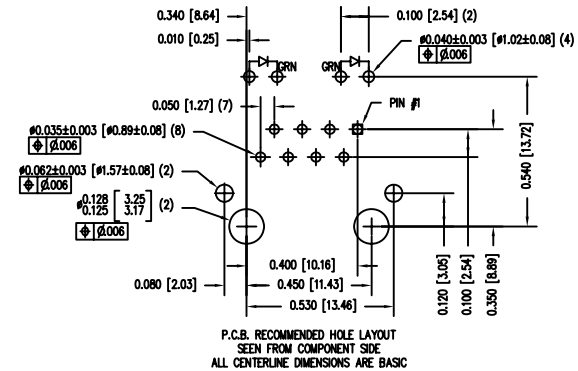 0.340 [8.64]
0.100 [2.54] (2)
0.010 [0.25]
ø0.040±0.003 [ø1.02±0.08] (4)
⌖ Ø.006
GRN
GRN
0.050 [1.27] (7)
PIN #1
ø0.035±0.003 [ø0.89±0.08] (8)
⌖ Ø.006
ø0.062±0.003 [ø1.57±0.08] (2)
⌖ Ø.006
ø0.128 [3.25] (2)
0.125 [3.17]
⌖ Ø.006
0.540 [13.72]
0.400 [10.16]
0.080 [2.03]
0.450 [11.43]
0.530 [13.46]
0.120 [3.05]
0.100 [2.54]
0.350 [8.89]
P.C.B. RECOMMENDED HOLE LAYOUT
SEEN FROM COMPONENT SIDE
ALL CENTERLINE DIMENSIONS ARE BASIC